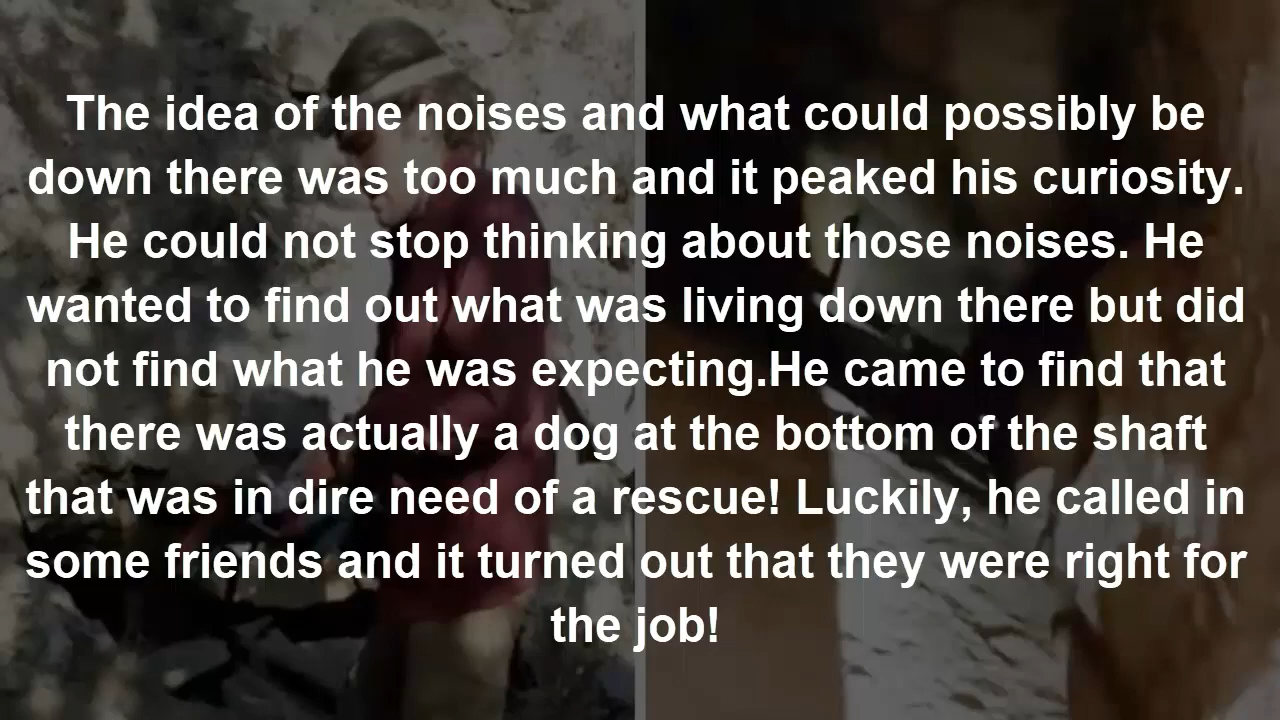 The idea of the noises and what could possibly be
down there was too much and it peaked his curiosity.
He could not stop thinking about those noises. He
wanted to find out what was living down there but did
not find what he was expecting.He came to find that
there was actually a dog at the bottom of the shaft
that was in dire need of a rescue! Luckily, he called in
some friends and it turned out that they were right for
the job!